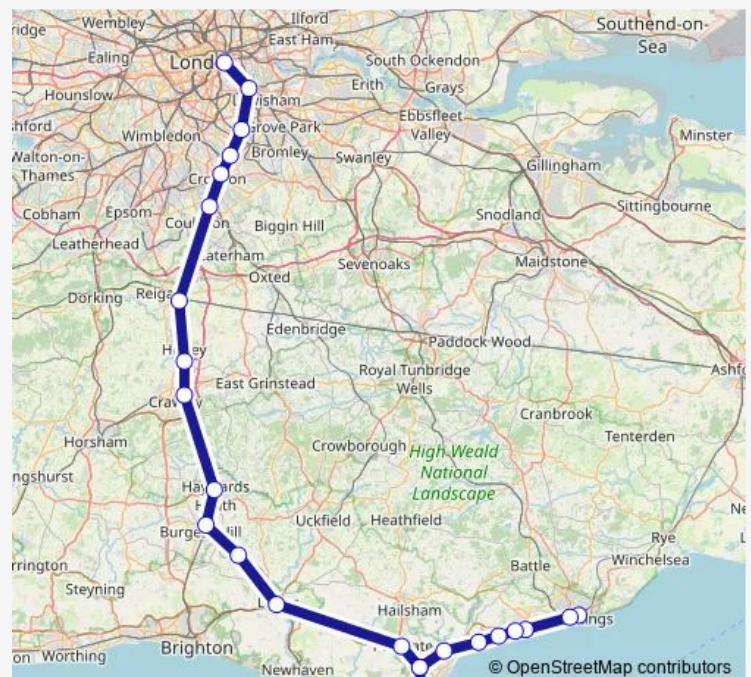 Ilford
Wembley
Southend-on-
Sea
East Ham
Ealing
South Ockendon
Erith
Grays
Hounslow
Ebbsfleet
Valley
Grove Park
Minster
Wimbledon
Bromley
Walton-on-
Thames
Swanley
Gillingham
Sittingbourne
Cobham
Epsom
Snodland
Biggin Hill
Leatherhead
Oxted
Sevenoaks
Maidstone
Dorking
Edenbridge
Paddock Wood
Royal Tunbridge
Wells
East Grinstead
Cranbrook
Tenterden
Horsham
Crowborough
High Weald
National
Landscape
Uckfield
Heathfield
Rye
Winchelsea
Battle
Steyning
Hailsham
Brighton
Worthing
Newhaven
© OpenStreetMap contributors